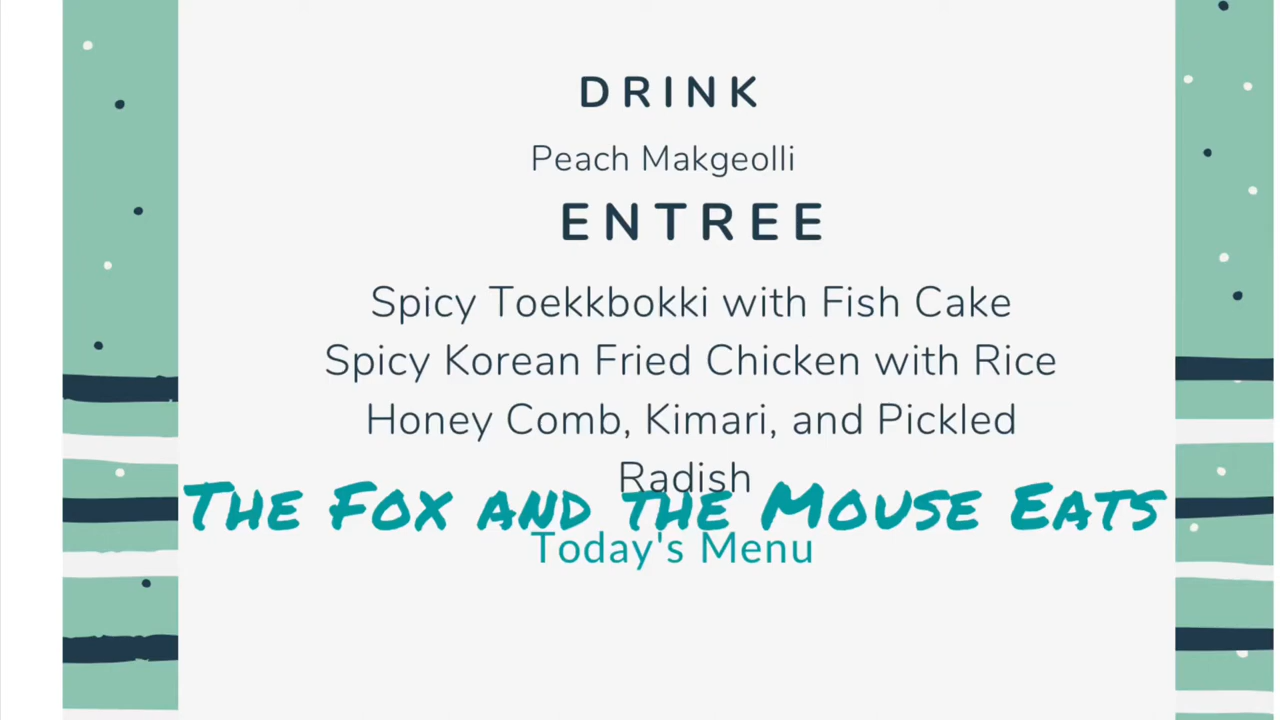 DRINK
Peach Makgeolli
ENTREE
Spicy Toekkbokki with Fish Cake
Spicy Korean Fried Chicken with Rice
Honey Comb, Kimari, and Pickled
Radish
The Fox and the Mouse Eats
Today's Menu